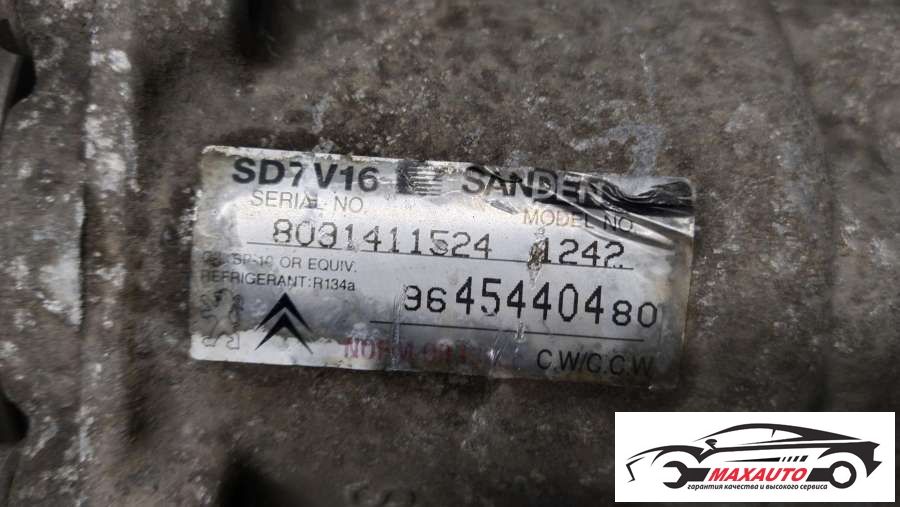 SD7V16 SANDEN
SERIAL NO. MODEL NO.
8031411524 1242
OR EQUIV.
REFRIGERANT:R134a
9645440480
C.W/C.C.W
MAXAUTO
гарантия качества и высокого сервиса